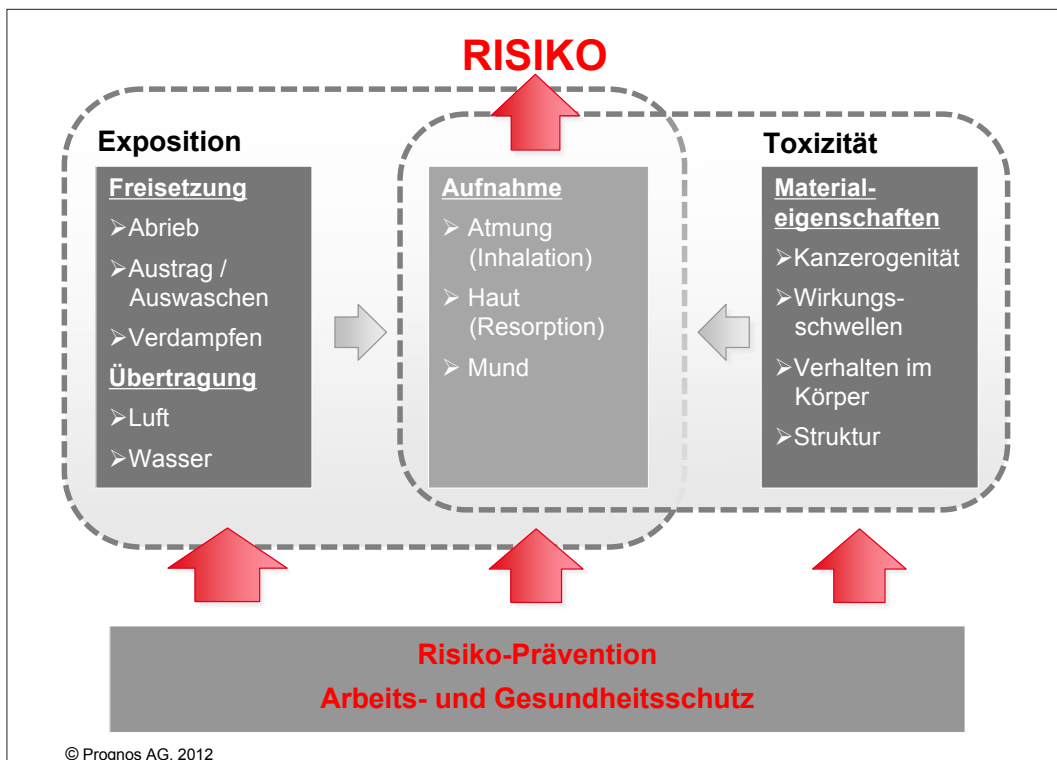 RISIKO
Exposition
Freisetzung
➢Abrieb
➢Austrag /
Auswaschen
➢Verdampfen
Übertragung
➢Luft
➢Wasser
Aufnahme
➢ Atmung
(Inhalation)
➢ Haut
(Resorption)
➢ Mund
Toxizität
Material-
eigenschaften
➢Kanzerogenität
➢Wirkungs-
schwellen
➢Verhalten im
Körper
➢Struktur
Risiko-Prävention
Arbeits- und Gesundheitsschutz
© Prognos AG, 2012